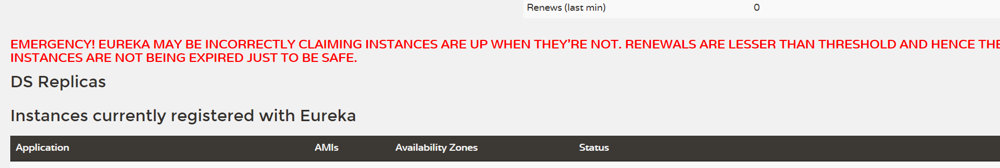 Renews (last min) 0
EMERGENCY! EUREKA MAY BE INCORRECTLY CLAIMING INSTANCES ARE UP WHEN THEY’RE NOT. RENEWALS ARE LESSER THAN THRESHOLD AND HENCE THE
INSTANCES ARE NOT BEING EXPIRED JUST TO BE SAFE.
DS Replicas
Instances currently registered with Eureka
Application AMIs Availability Zones Status